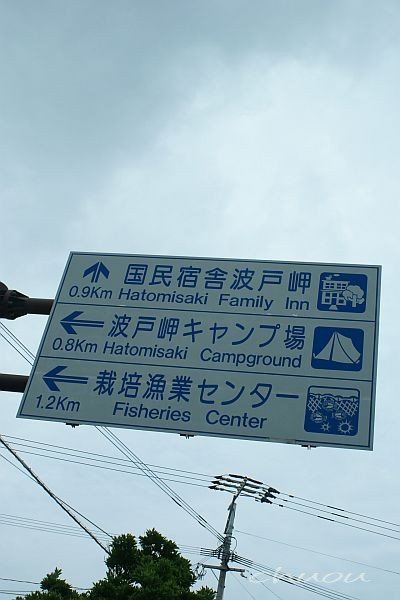 国民宿舎波戸岬
0.9Km Hatomisaki Family Inn
波戸岬キャンプ場
0.8Km Hatomisaki Campground
栽培漁業センター
1.2Km Fisheries Center
chuou